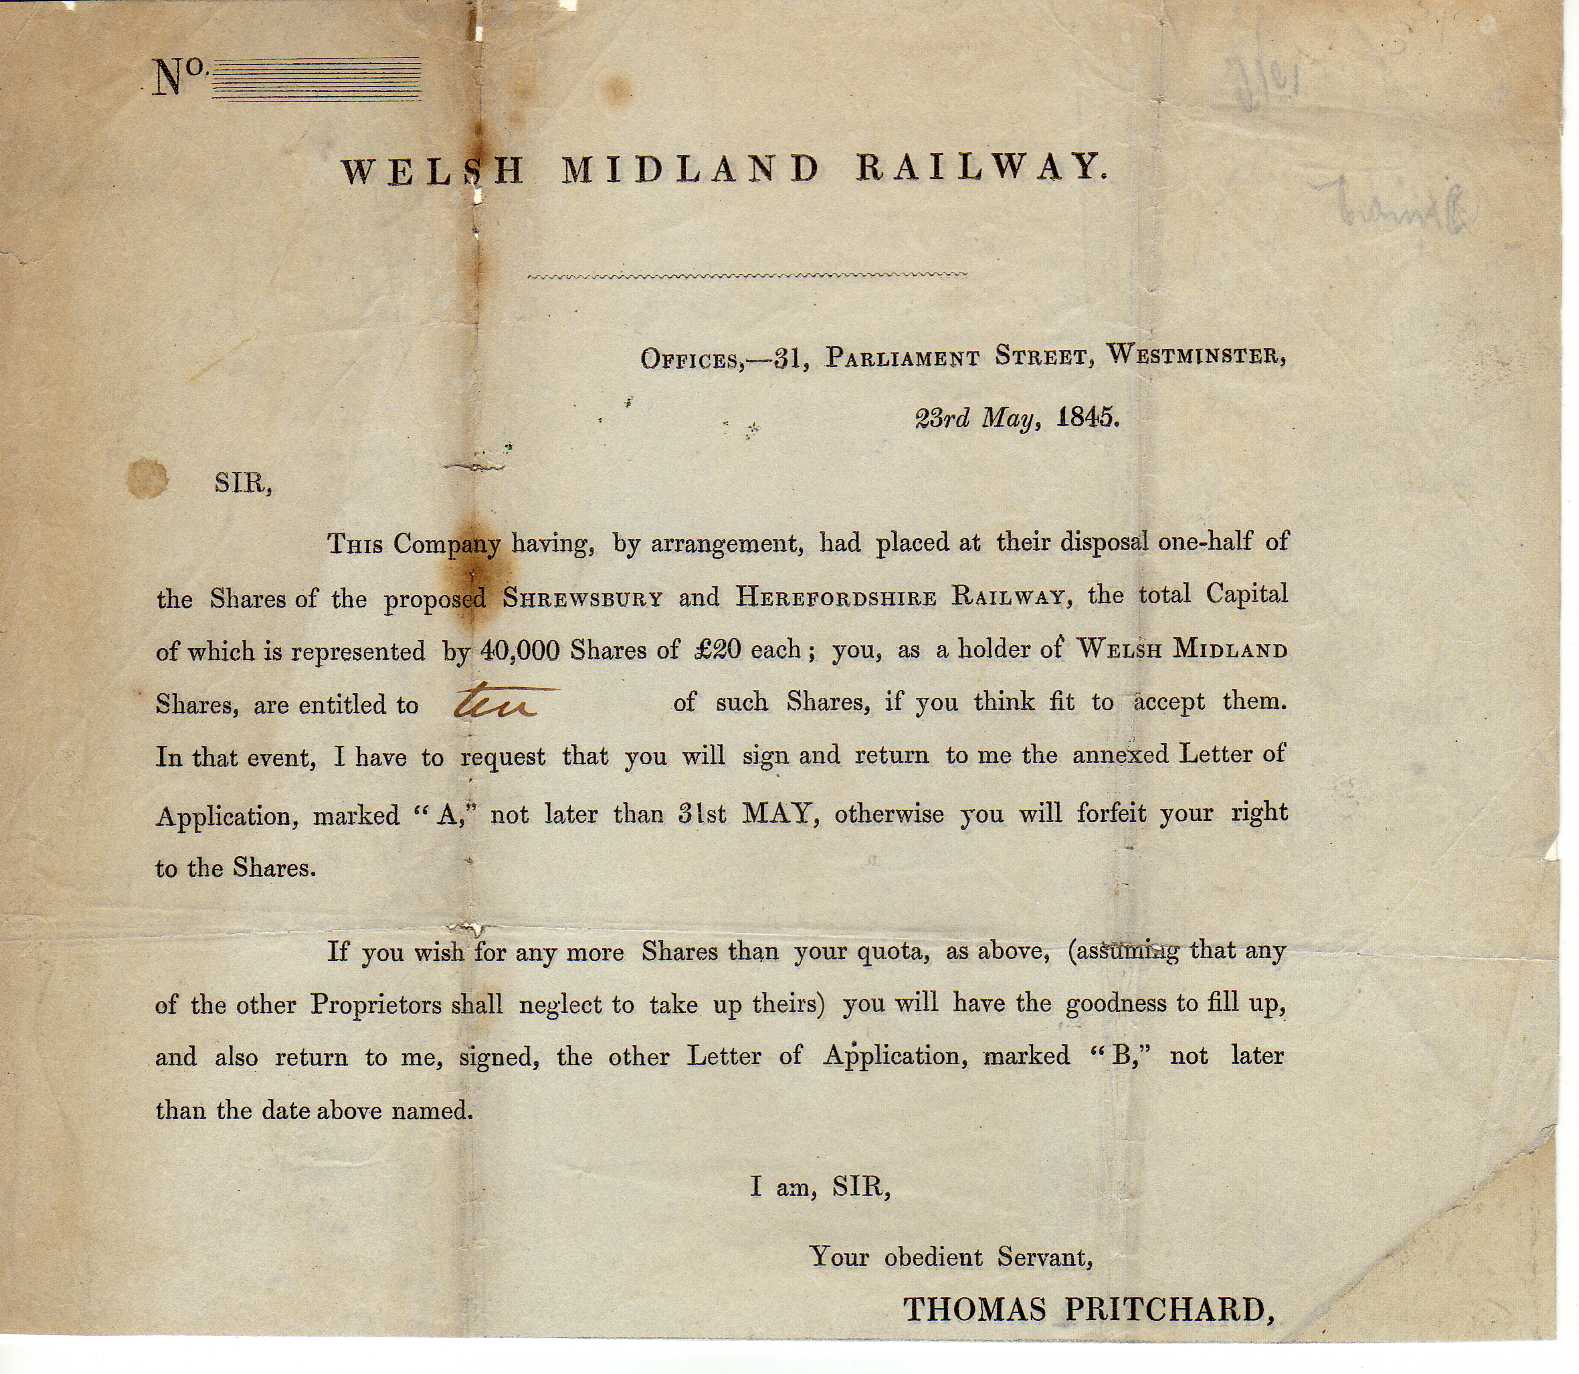 No.
WELSH MIDLAND RAILWAY.
OFFICES,—31, PARLIAMENT STREET, WESTMINSTER,
23rd May, 1845.
SIR,
THIS Company having, by arrangement, had placed at their disposal one-half of
the Shares of the proposed SHREWSBURY and HEREFORDSHIRE RAILWAY, the total Capital
of which is represented by 40,000 Shares of £20 each; you, as a holder of WELSH MIDLAND
Shares, are entitled to ten of such Shares, if you think fit to accept them.
In that event, I have to request that you will sign and return to me the annexed Letter of
Application, marked “A,” not later than 31st MAY, otherwise you will forfeit your right
to the Shares.
If you wish for any more Shares than your quota, as above, (assuming that any
of the other Proprietors shall neglect to take up theirs) you will have the goodness to fill up,
and also return to me, signed, the other Letter of Application, marked “B,” not later
than the date above named.
I am, SIR,
Your obedient Servant,
THOMAS PRITCHARD,